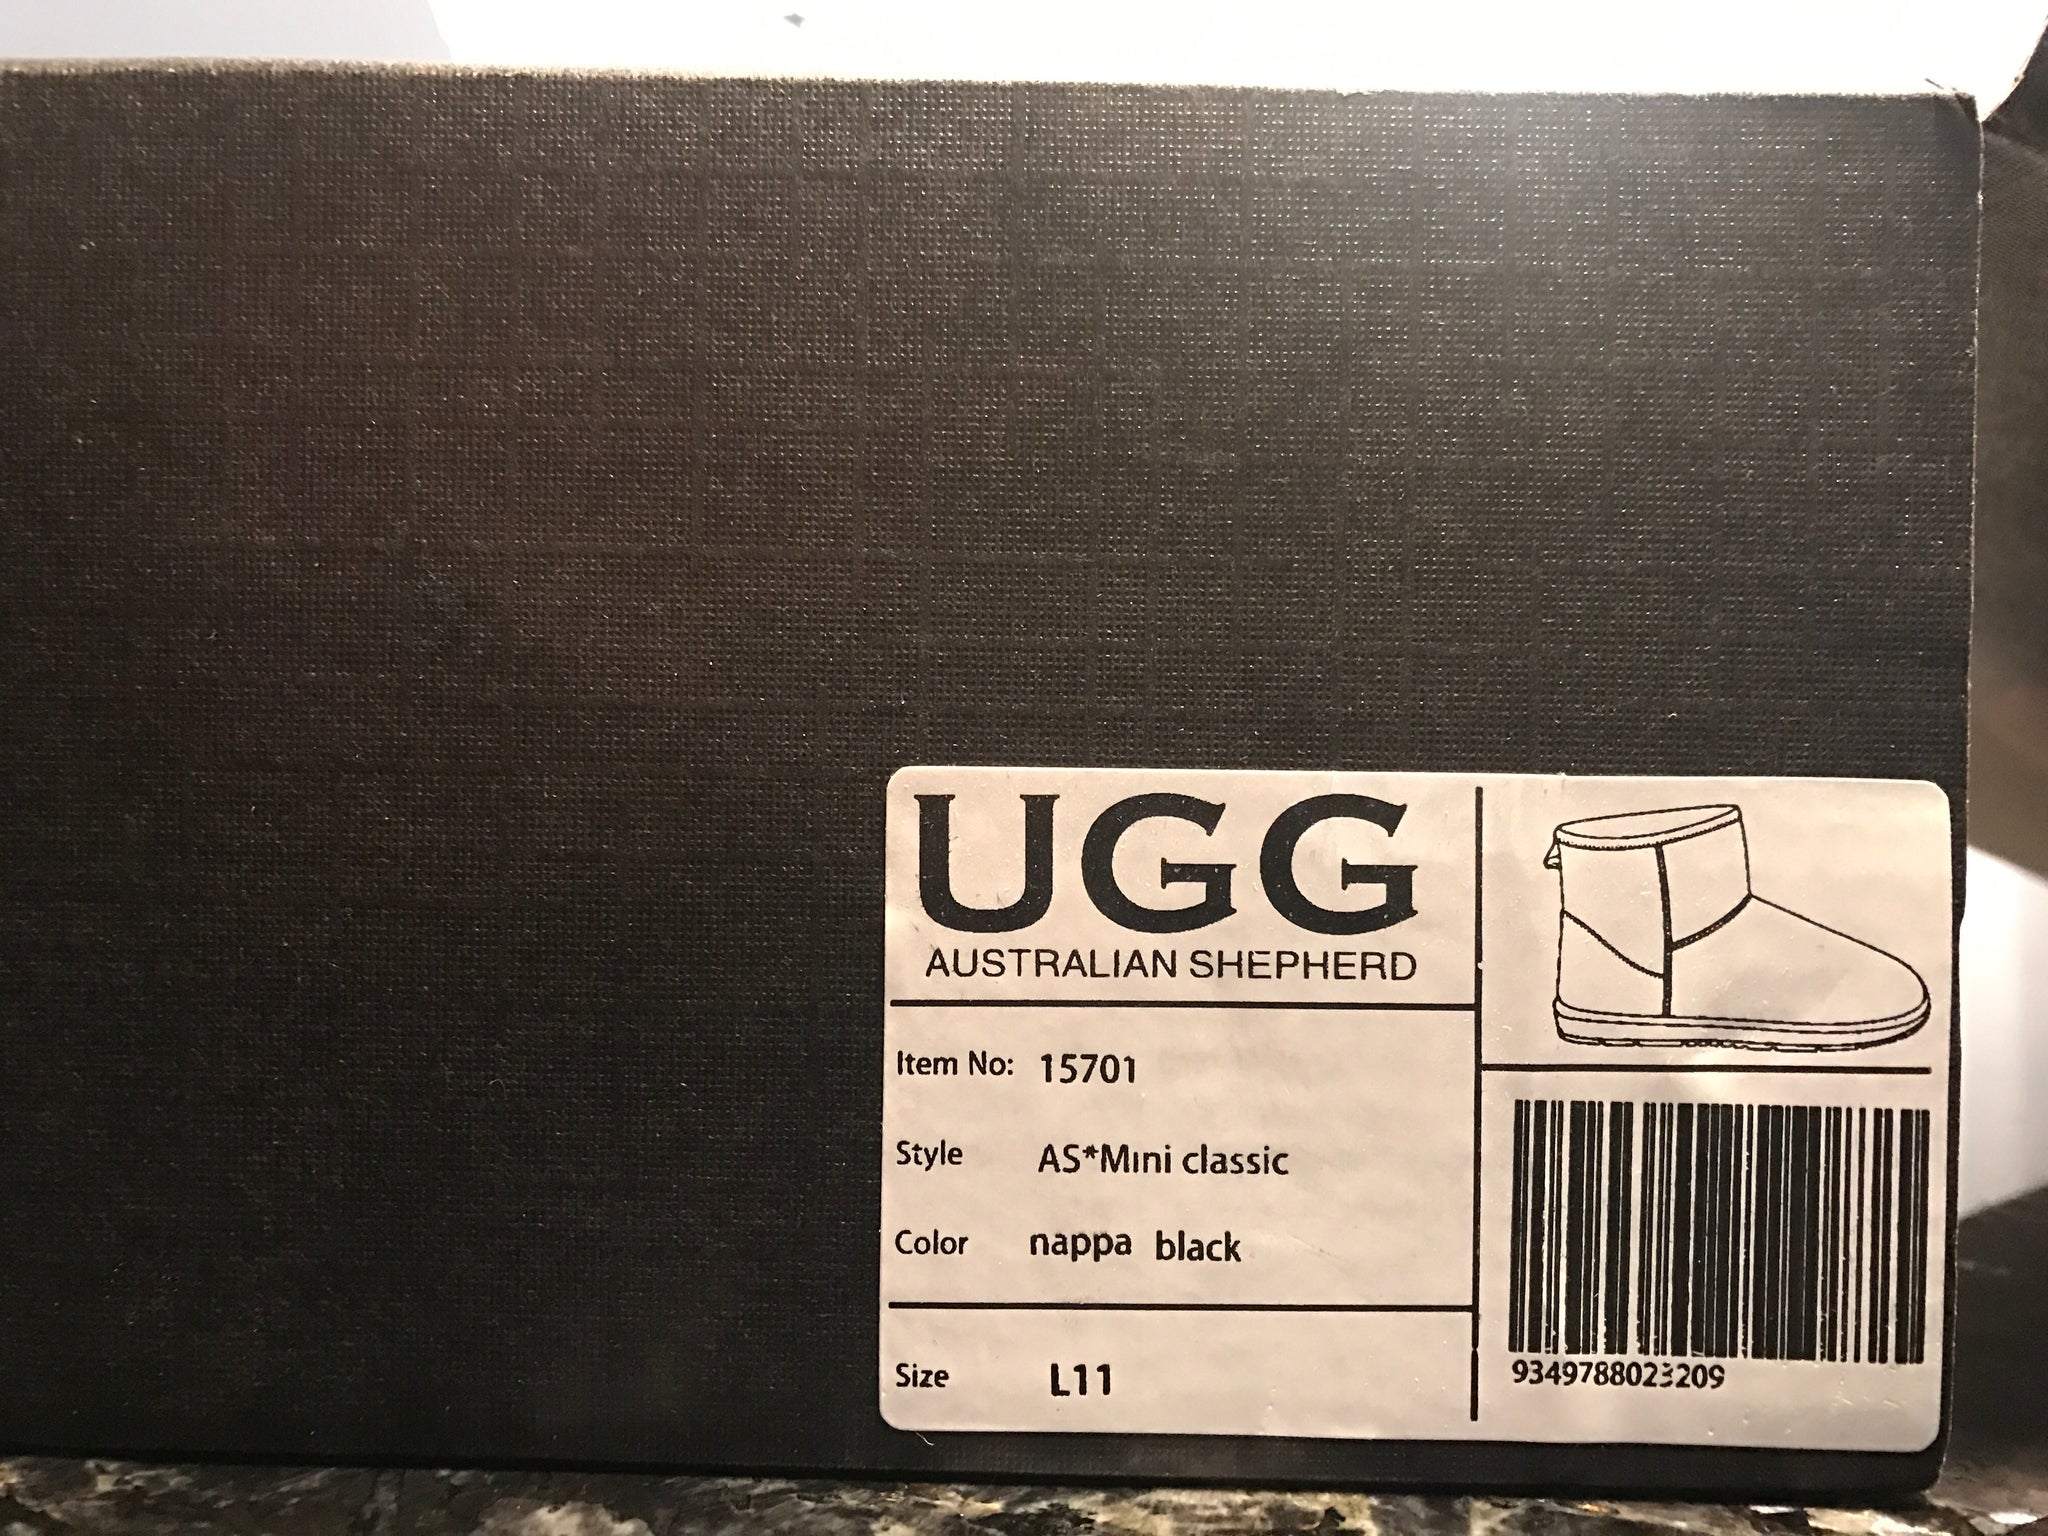 UGG
AUSTRALIAN SHEPHERD
Item No: 15701
Style AS*Mini classic
Color nappa black
Size L11
9349788023209